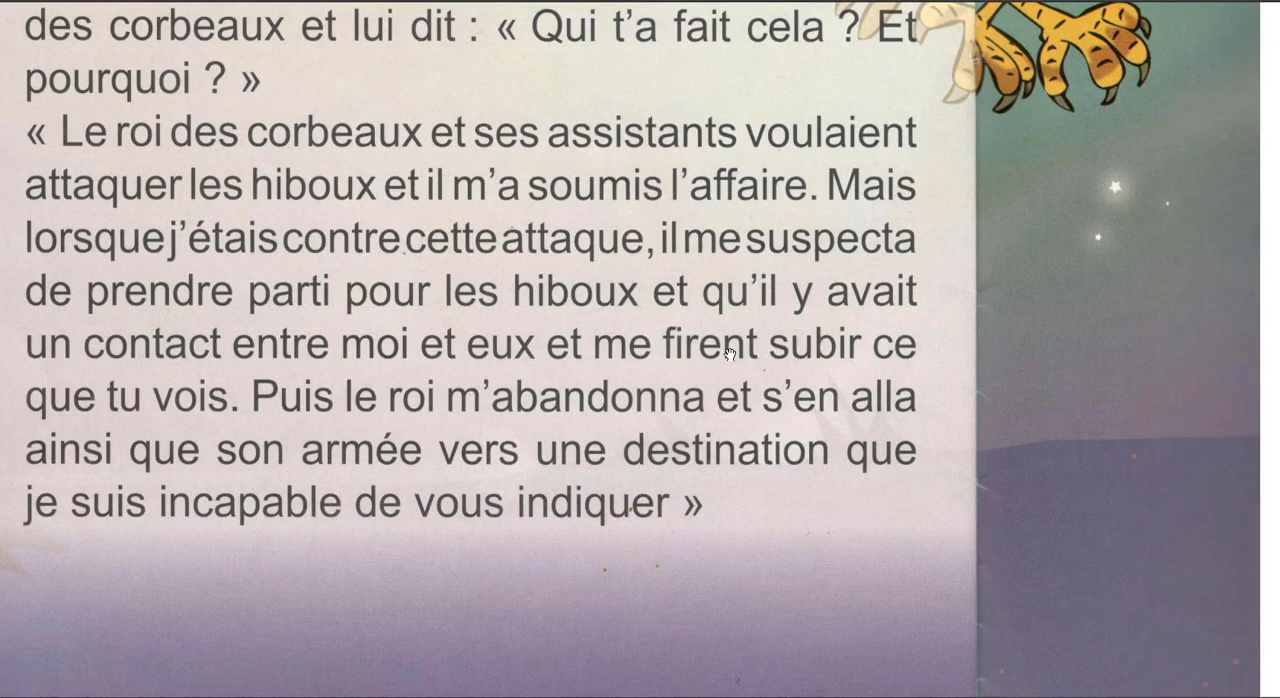 des corbeaux et lui dit : « Qui t’a fait cela ? Et
pourquoi ? »
« Le roi des corbeaux et ses assistants voulaient
attaquer les hiboux et il m’a soumis l’affaire. Mais
lorsque j’étais contre cette attaque, il me suspecta
de prendre parti pour les hiboux et qu’il y avait
un contact entre moi et eux et me firent subir ce
que tu vois. Puis le roi m’abandonna et s’en alla
ainsi que son armée vers une destination que
je suis incapable de vous indiquer »